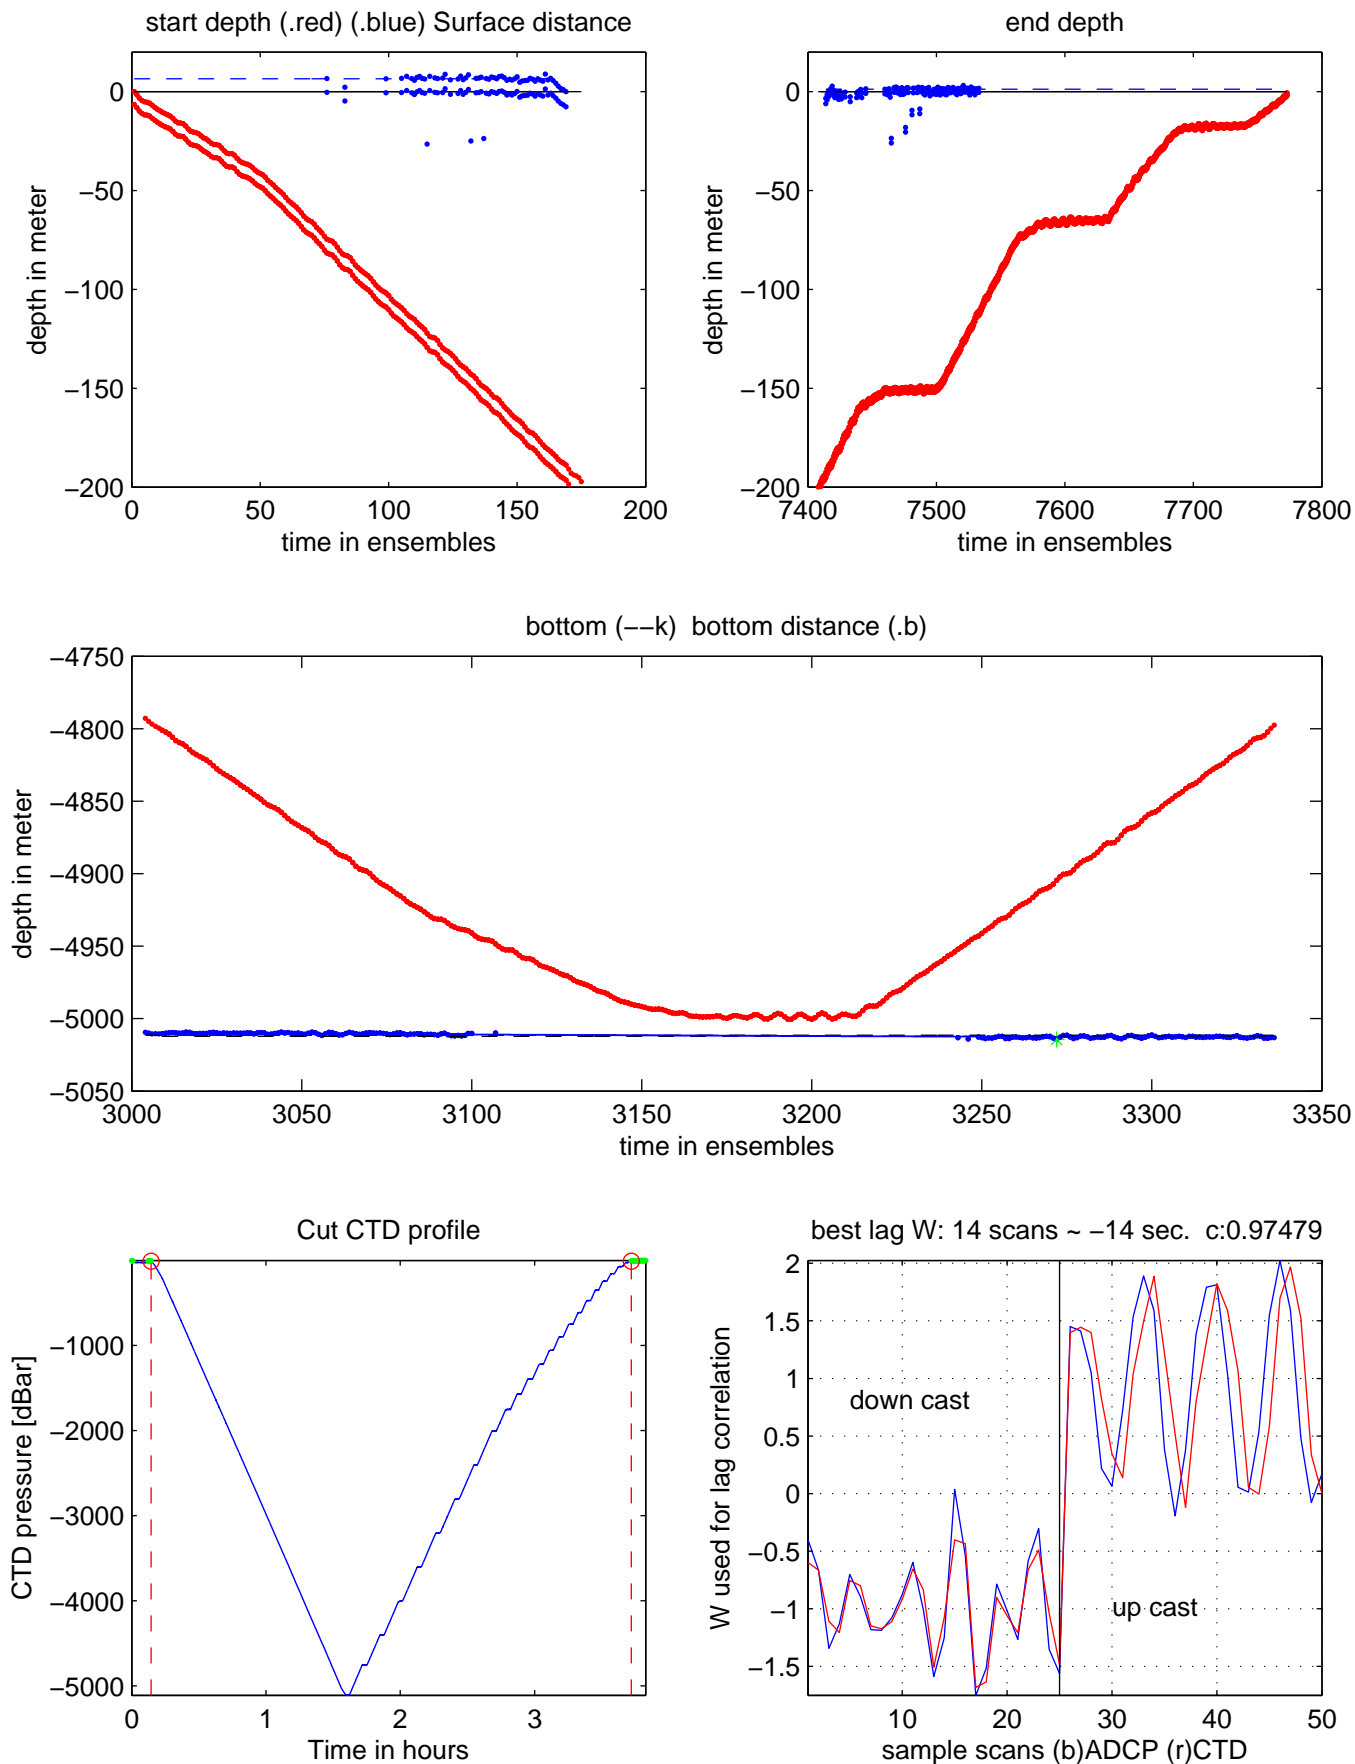 start depth (.red) (.blue) Surface distance
0
−50
−100
−150
−200
depth in meter
0 50 100 150 200
time in ensembles
end depth
0
−50
−100
−150
−200
depth in meter
7400 7500 7600 7700 7800
time in ensembles
bottom (−−k) bottom distance (.b)
−4750
−4800
−4850
−4900
−4950
−5000
−5050
depth in meter
3000 3050 3100 3150 3200 3250 3300 3350
time in ensembles
Cut CTD profile
−1000
−2000
−3000
−4000
−5000
CTD pressure [dBar]
0 1 2 3
Time in hours
best lag W: 14 scans ~ −14 sec. c:0.97479
2
1.5
1
0.5
0
−0.5
−1
−1.5
W used for lag correlation
down cast
up cast
10 20 30 40 50
sample scans (b)ADCP (r)CTD